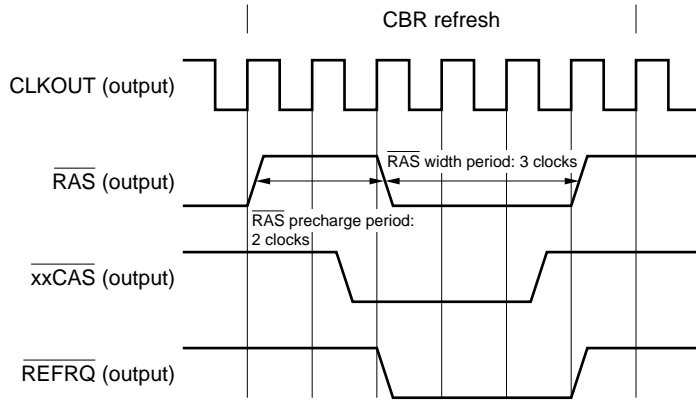 CBR refresh
CLKOUT (output)
RAS (output)
RAS width period: 3 clocks
RAS precharge period:
2 clocks
xxCAS (output)
REFRQ (output)